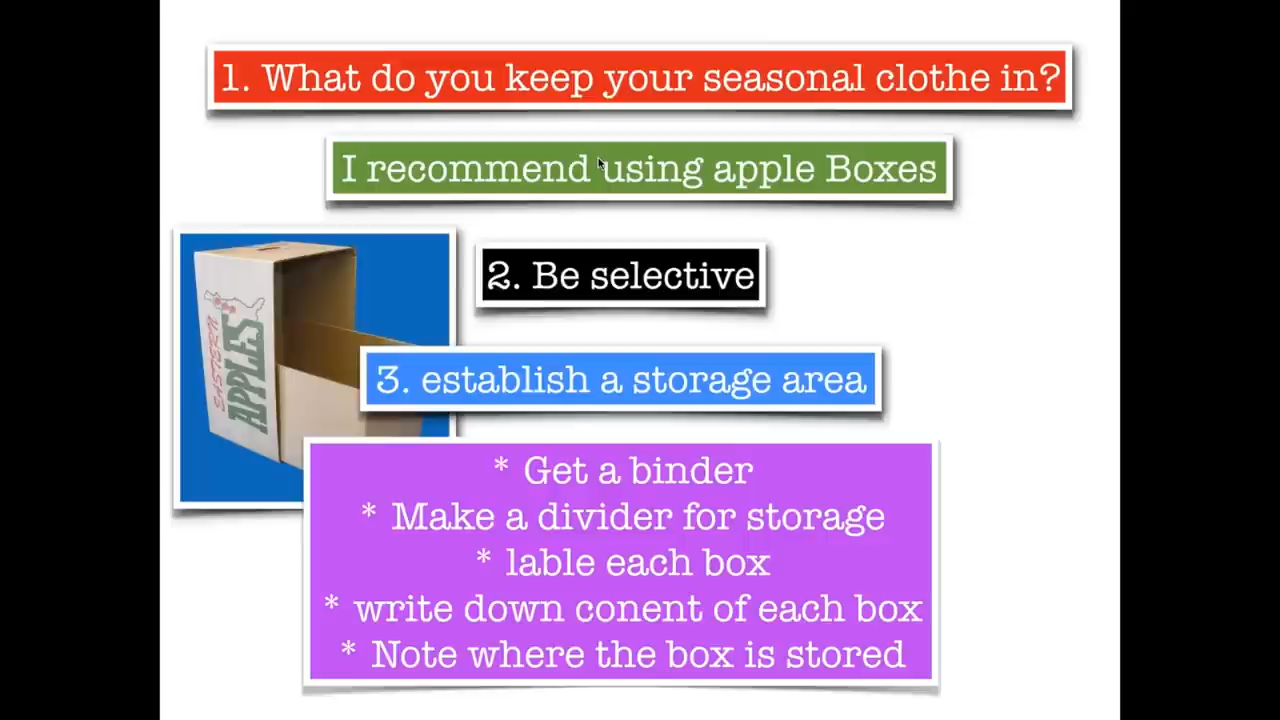 1. What do you keep your seasonal clothe in?
I recommend using apple Boxes
EASTERN
APPLES
2. Be selective
3. establish a storage area
* Get a binder
* Make a divider for storage
* lable each box
* write down conent of each box
* Note where the box is stored